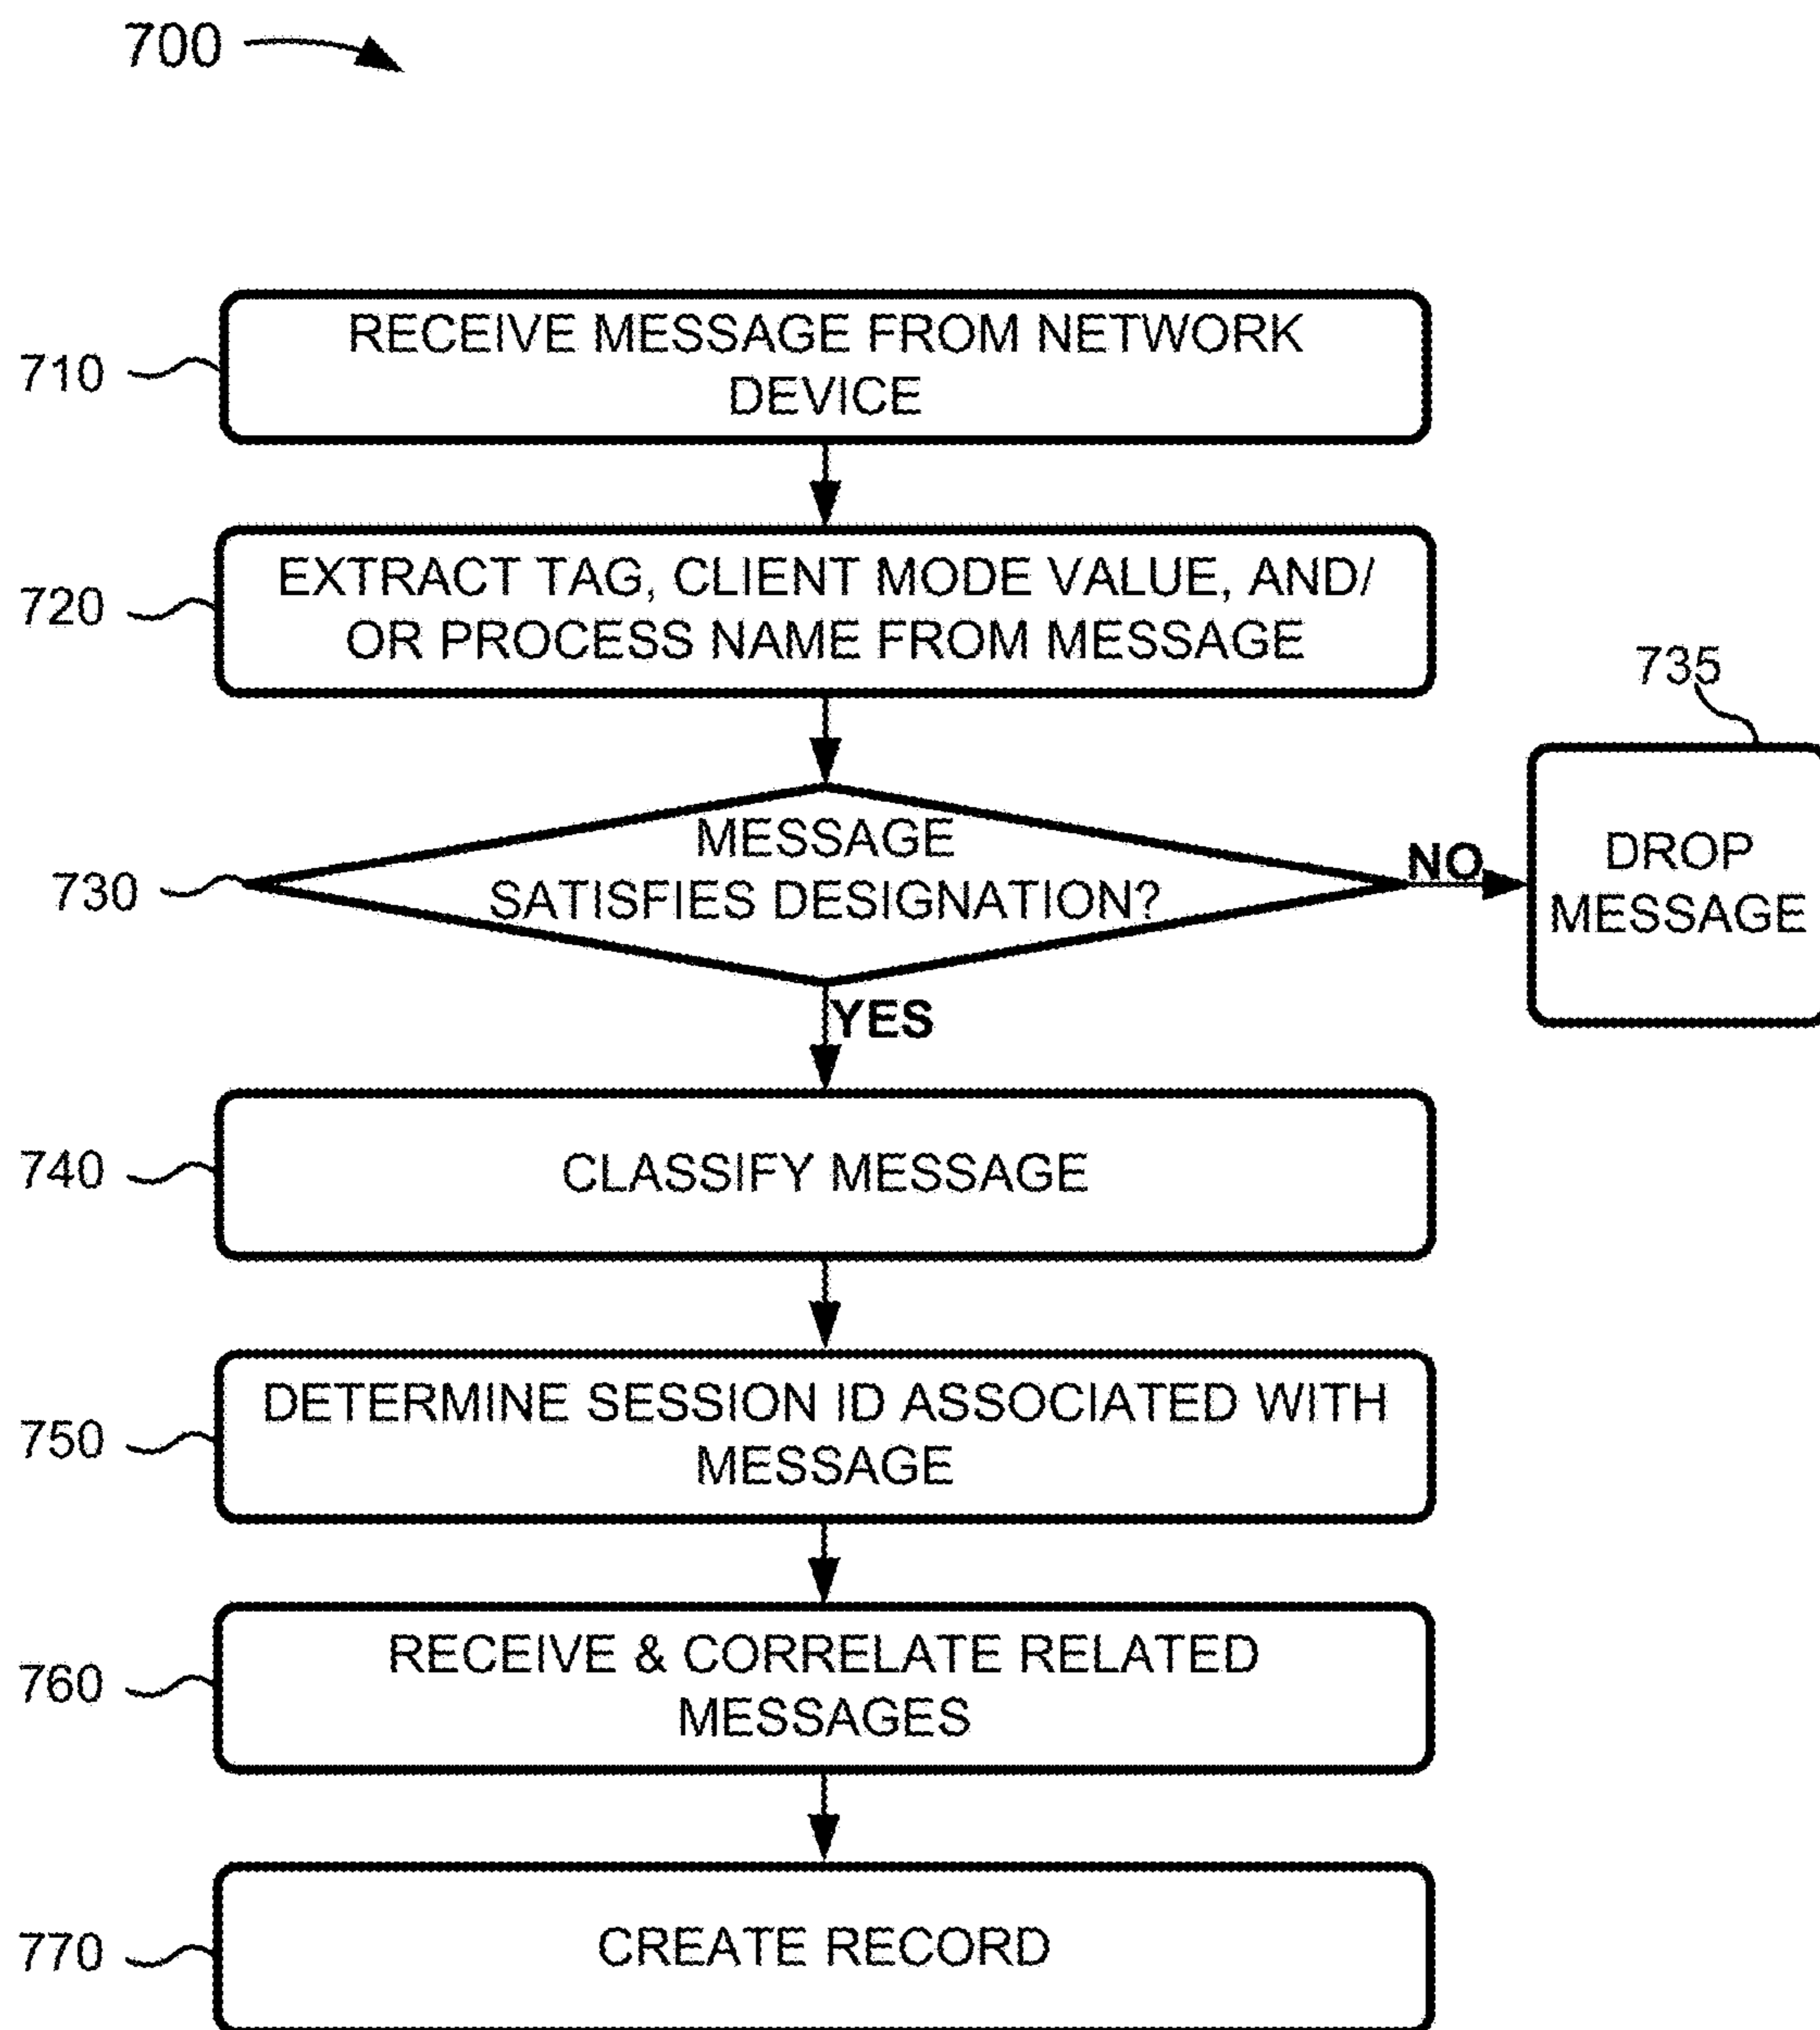 700
710
RECEIVE MESSAGE FROM NETWORK
DEVICE
720
EXTRACT TAG, CLIENT MODE VALUE, AND/
OR PROCESS NAME FROM MESSAGE
730
MESSAGE
SATISFIES DESIGNATION?
NO
735
DROP
MESSAGE
YES
740
CLASSIFY MESSAGE
750
DETERMINE SESSION ID ASSOCIATED WITH
MESSAGE
760
RECEIVE & CORRELATE RELATED
MESSAGES
770
CREATE RECORD